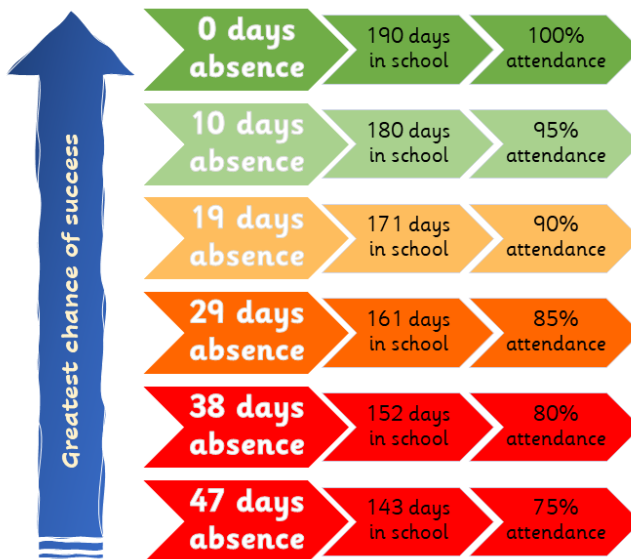 Greatest chance of success
0 days
absence
190 days
in school
100%
attendance
10 days
absence
180 days
in school
95%
attendance
19 days
absence
171 days
in school
90%
attendance
29 days
absence
161 days
in school
85%
attendance
38 days
absence
152 days
in school
80%
attendance
47 days
absence
143 days
in school
75%
attendance